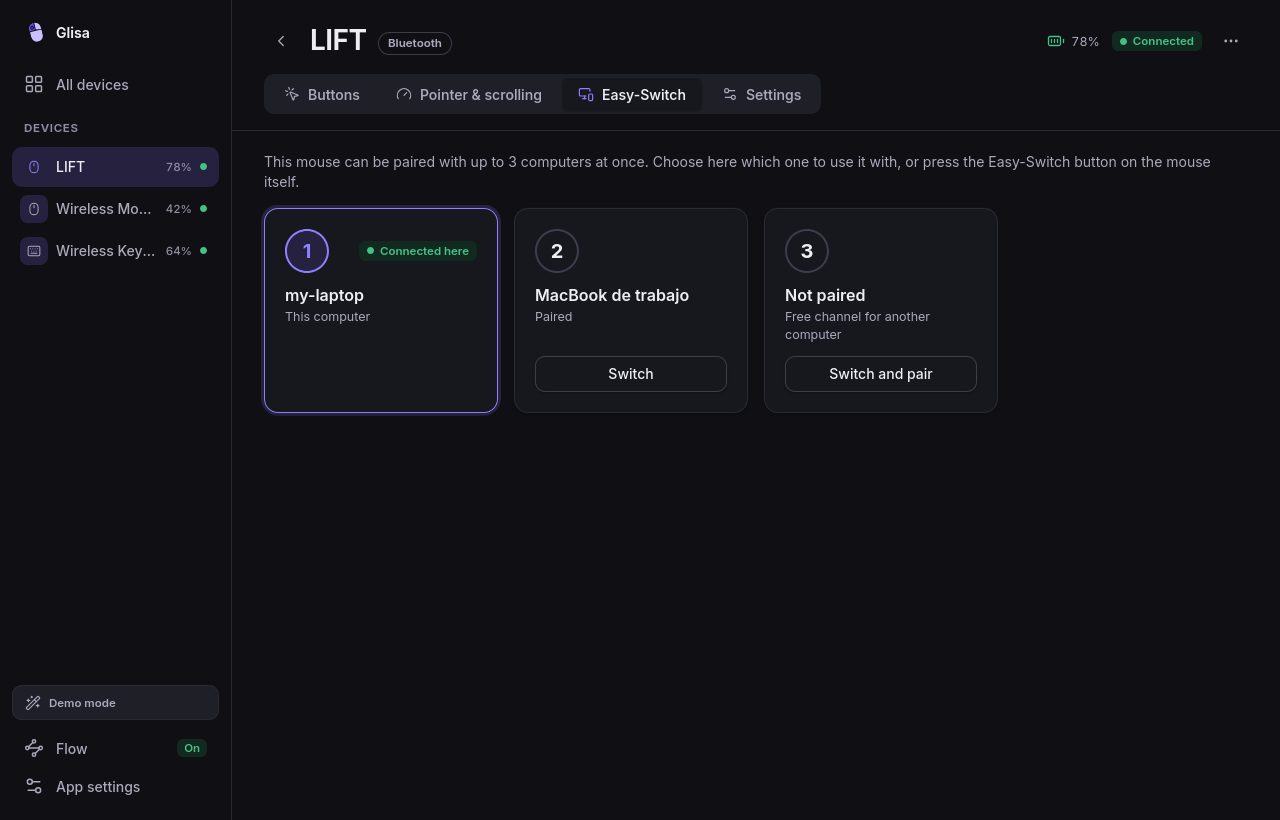 Glisa
All devices
DEVICES
LIFT 78%
Wireless Mo... 42%
Wireless Key... 64%
Demo mode
Flow On
App settings
LIFT Bluetooth 78% Connected
Buttons Pointer & scrolling Easy-Switch Settings
This mouse can be paired with up to 3 computers at once. Choose here which one to use it with, or press the Easy-Switch button on the mouse
itself.
1 Connected here
my-laptop
This computer
2
MacBook de trabajo
Paired
Switch
3
Not paired
Free channel for another
computer
Switch and pair